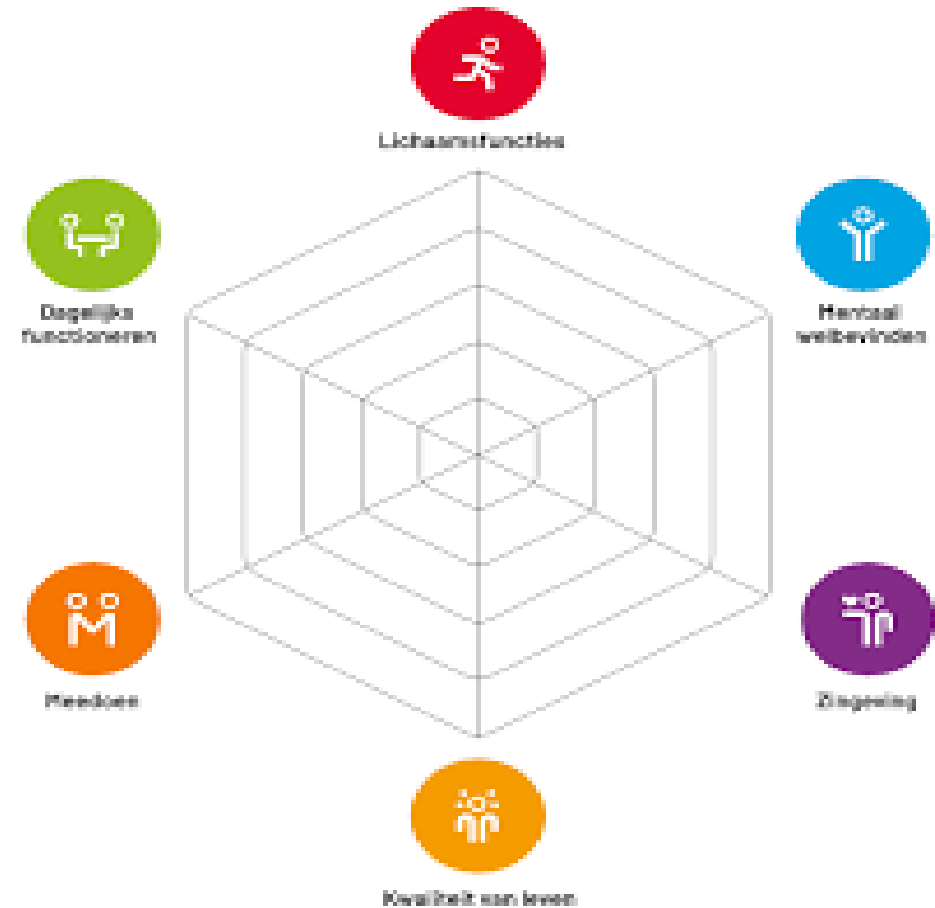 Lichaamsfuncties
Dagelijks
functioneren
Mentaal
welbevinden
Meedoen
Zingeving
Kwaliteit van leven